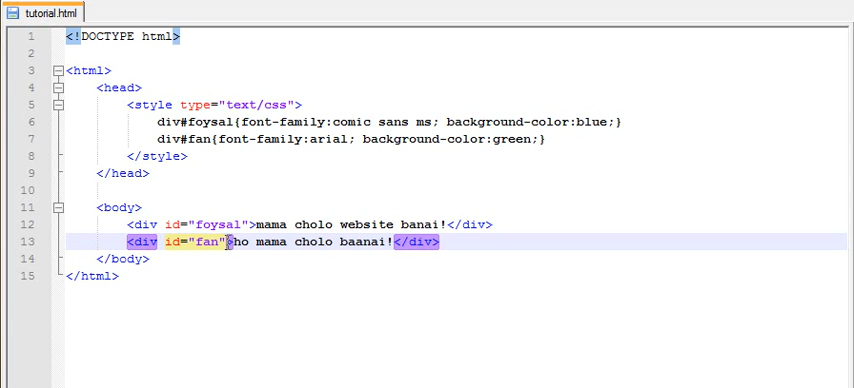 tutorial.html
1 <!DOCTYPE html>
2
3 <html>
4 <head>
5 <style type="text/css">
6 div#foysal{font-family:comic sans ms; background-color:blue;}
7 div#fan{font-family:arial; background-color:green;}
8 </style>
9 </head>
10
11 <body>
12 <div id="foysal">mama cholo website banai!</div>
13 <div id="fan">ho mama cholo baanai!</div>
14 </body>
15 </html>